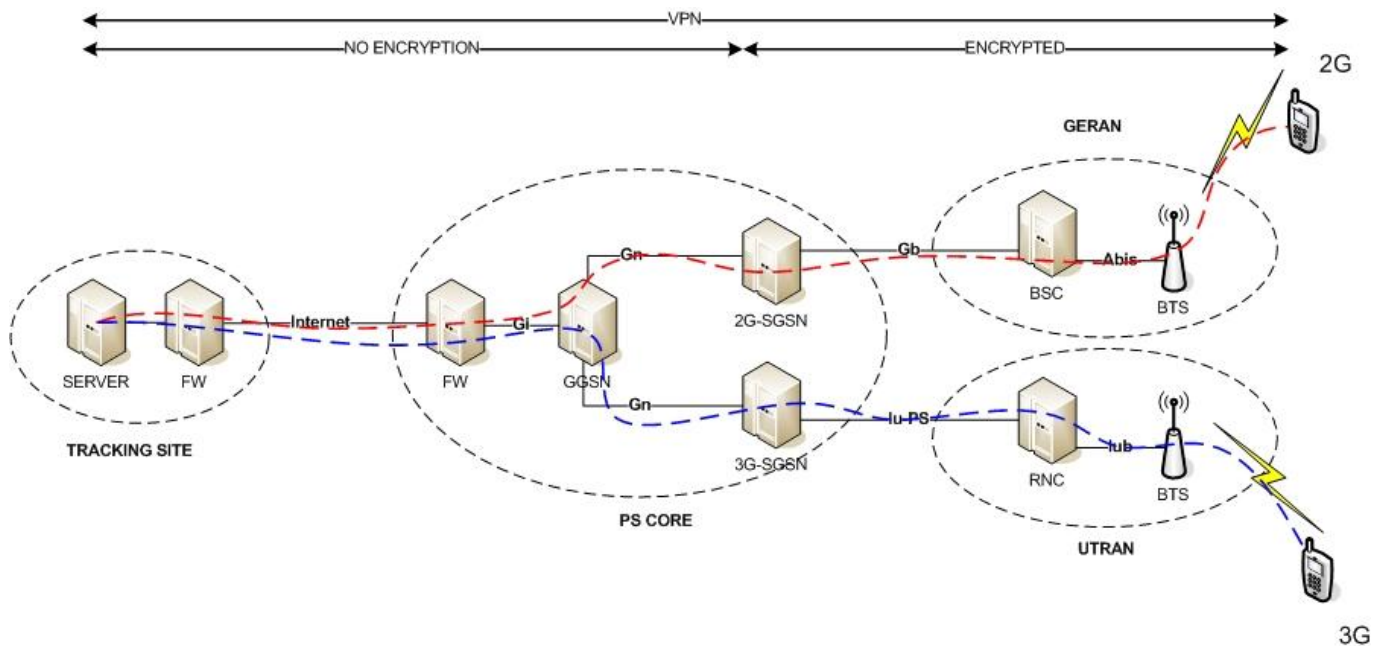 VPN
NO ENCRYPTION
ENCRYPTED
2G
GERAN
Gn
Gb
Abis
BSC
BTS
2G-SGSN
Internet
Gi
SERVER
FW
FW
GGSN
Gn
Iu PS
Iub
TRACKING SITE
3G-SGSN
RNC
BTS
PS CORE
UTRAN
3G